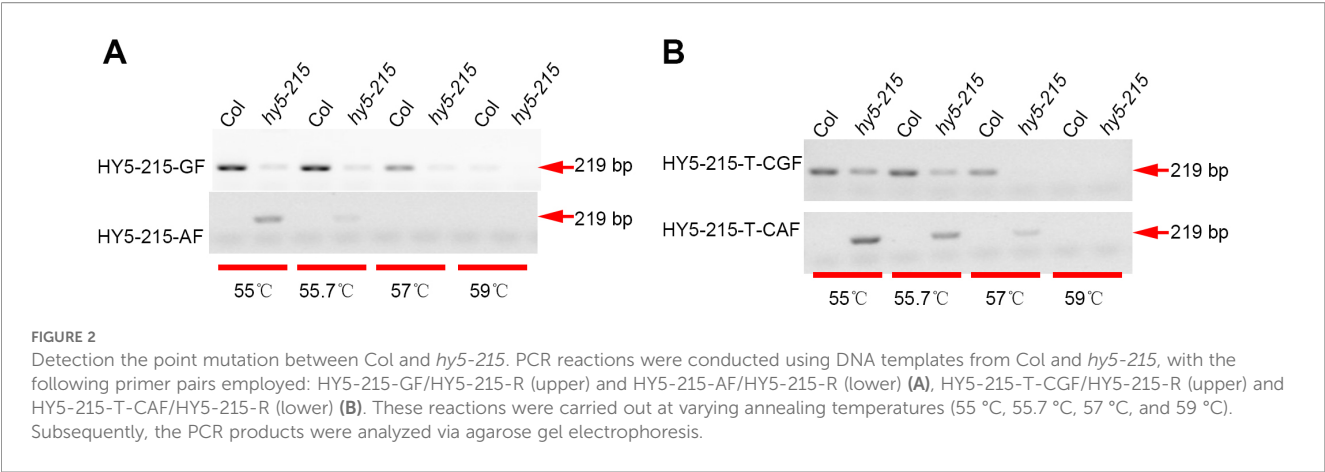 A
B
Col hy5-215 Col hy5-215 Col hy5-215 Col hy5-215
Col hy5-215 Col hy5-215 Col hy5-215 Col hy5-215
HY5-215-GF
219 bp
HY5-215-AF
219 bp
55℃ 55.7℃ 57℃ 59℃
HY5-215-T-CGF
219 bp
HY5-215-T-CAF
219 bp
55℃ 55.7℃ 57℃ 59℃
FIGURE 2
Detection the point mutation between Col and hy5-215. PCR reactions were conducted using DNA templates from Col and hy5-215, with the
following primer pairs employed: HY5-215-GF/HY5-215-R (upper) and HY5-215-AF/HY5-215-R (lower) (A), HY5-215-T-CGF/HY5-215-R (upper) and
HY5-215-T-CAF/HY5-215-R (lower) (B). These reactions were carried out at varying annealing temperatures (55 °C, 55.7 °C, 57 °C, and 59 °C).
Subsequently, the PCR products were analyzed via agarose gel electrophoresis.